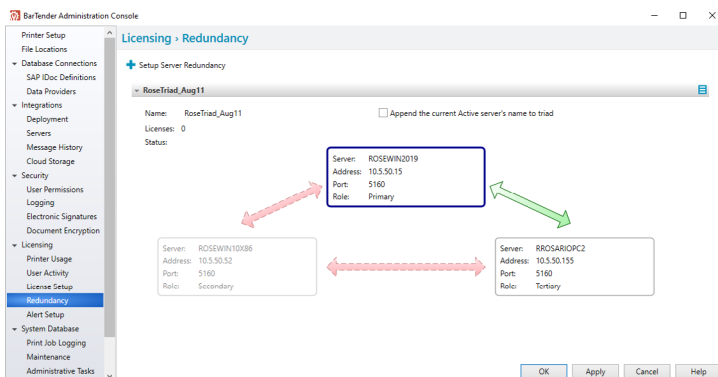 BarTender Administration Console
Printer Setup
File Locations
Database Connections
SAP IDoc Definitions
Data Providers
Integrations
Deployment
Servers
Message History
Cloud Storage
Security
User Permissions
Logging
Electronic Signatures
Document Encryption
Licensing
Printer Usage
User Activity
License Setup
Redundancy
Alert Setup
System Database
Print Job Logging
Maintenance
Administrative Tasks
Licensing › Redundancy
Setup Server Redundancy
RoseTriad_Aug11
Name: RoseTriad_Aug11
Append the current Active server's name to triad
Licenses: 0
Status:
Server: ROSEWIN2019
Address: 10.5.50.15
Port: 5160
Role: Primary
Server: ROSEWIN10X86
Address: 10.5.50.52
Port: 5160
Role: Secondary
Server: RROSARIOPC2
Address: 10.5.50.155
Port: 5160
Role: Tertiary
OK Apply Cancel Help